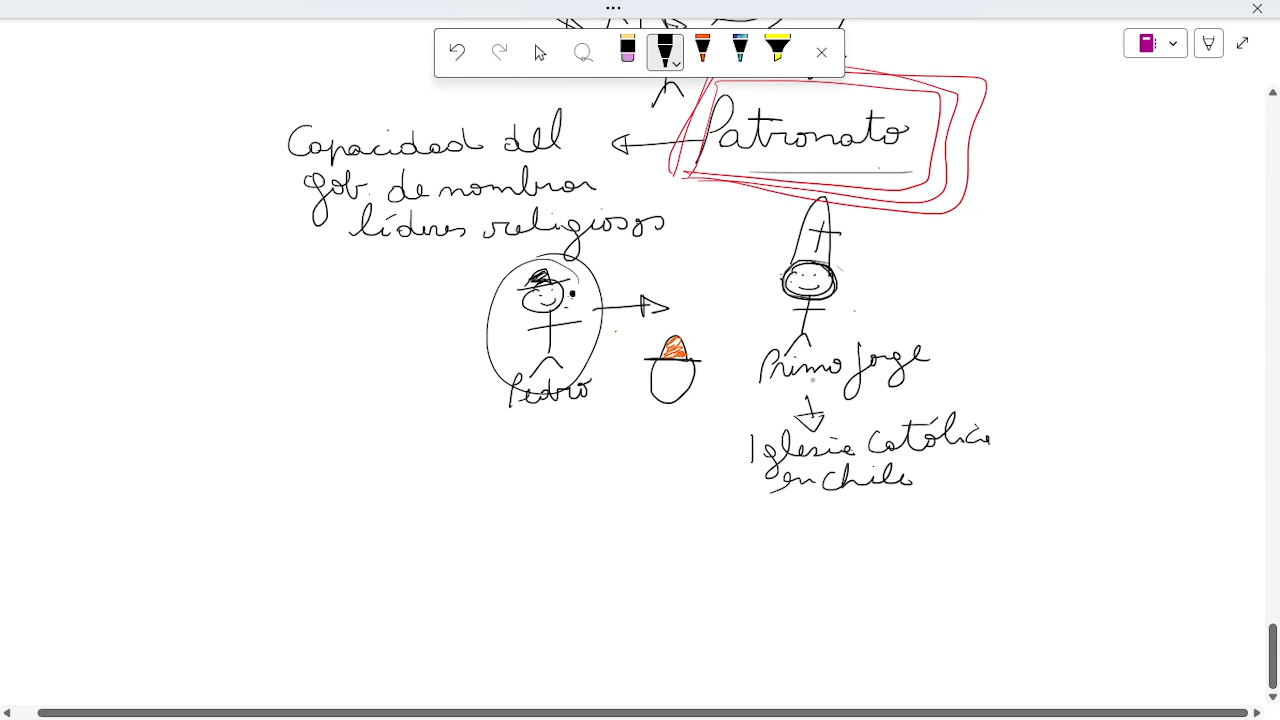 Patronato
Capacidad del
gob. de nombrar
líderes religiosos
Pedro
Primo Jorge
Iglesia Católica
en Chile